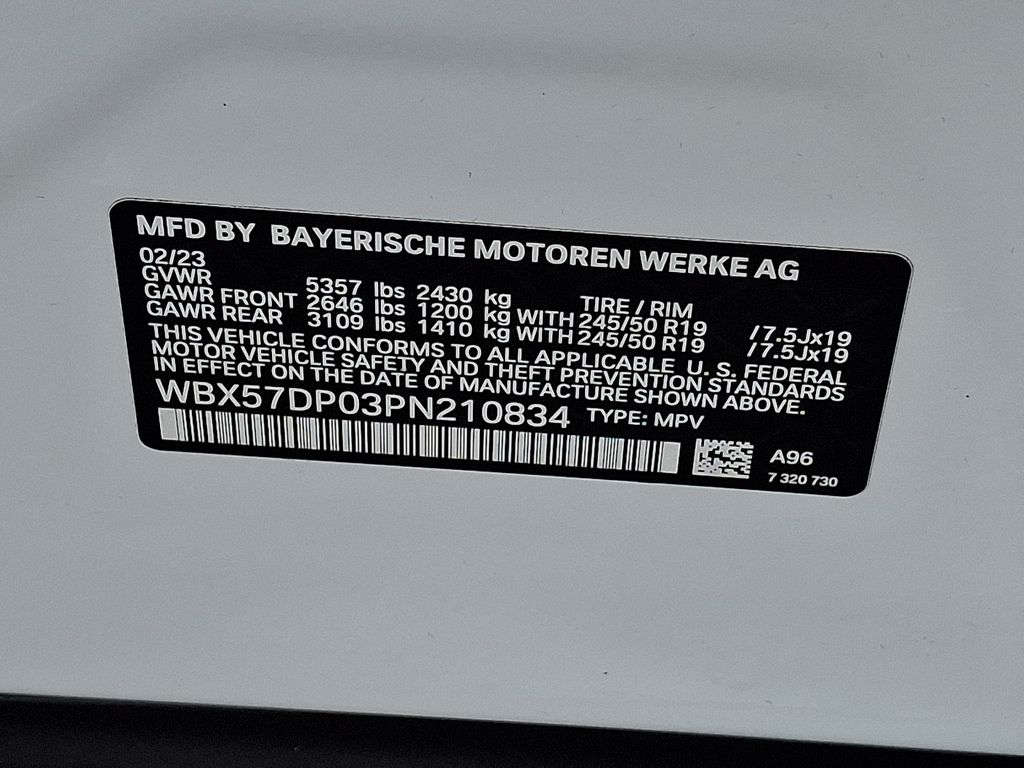 MFD BY BAYERISCHE MOTOREN WERKE AG
02/23
GVWR 5357 lbs 2430 kg TIRE / RIM
GAWR FRONT 2646 lbs 1200 kg WITH 245/50 R19 /7.5Jx19
GAWR REAR 3109 lbs 1410 kg WITH 245/50 R19 /7.5Jx19
THIS VEHICLE CONFORMS TO ALL APPLICABLE U. S. FEDERAL
MOTOR VEHICLE SAFETY AND THEFT PREVENTION STANDARDS
IN EFFECT ON THE DATE OF MANUFACTURE SHOWN ABOVE.
WBX57DP03PN210834 TYPE: MPV
A96
7 320 730